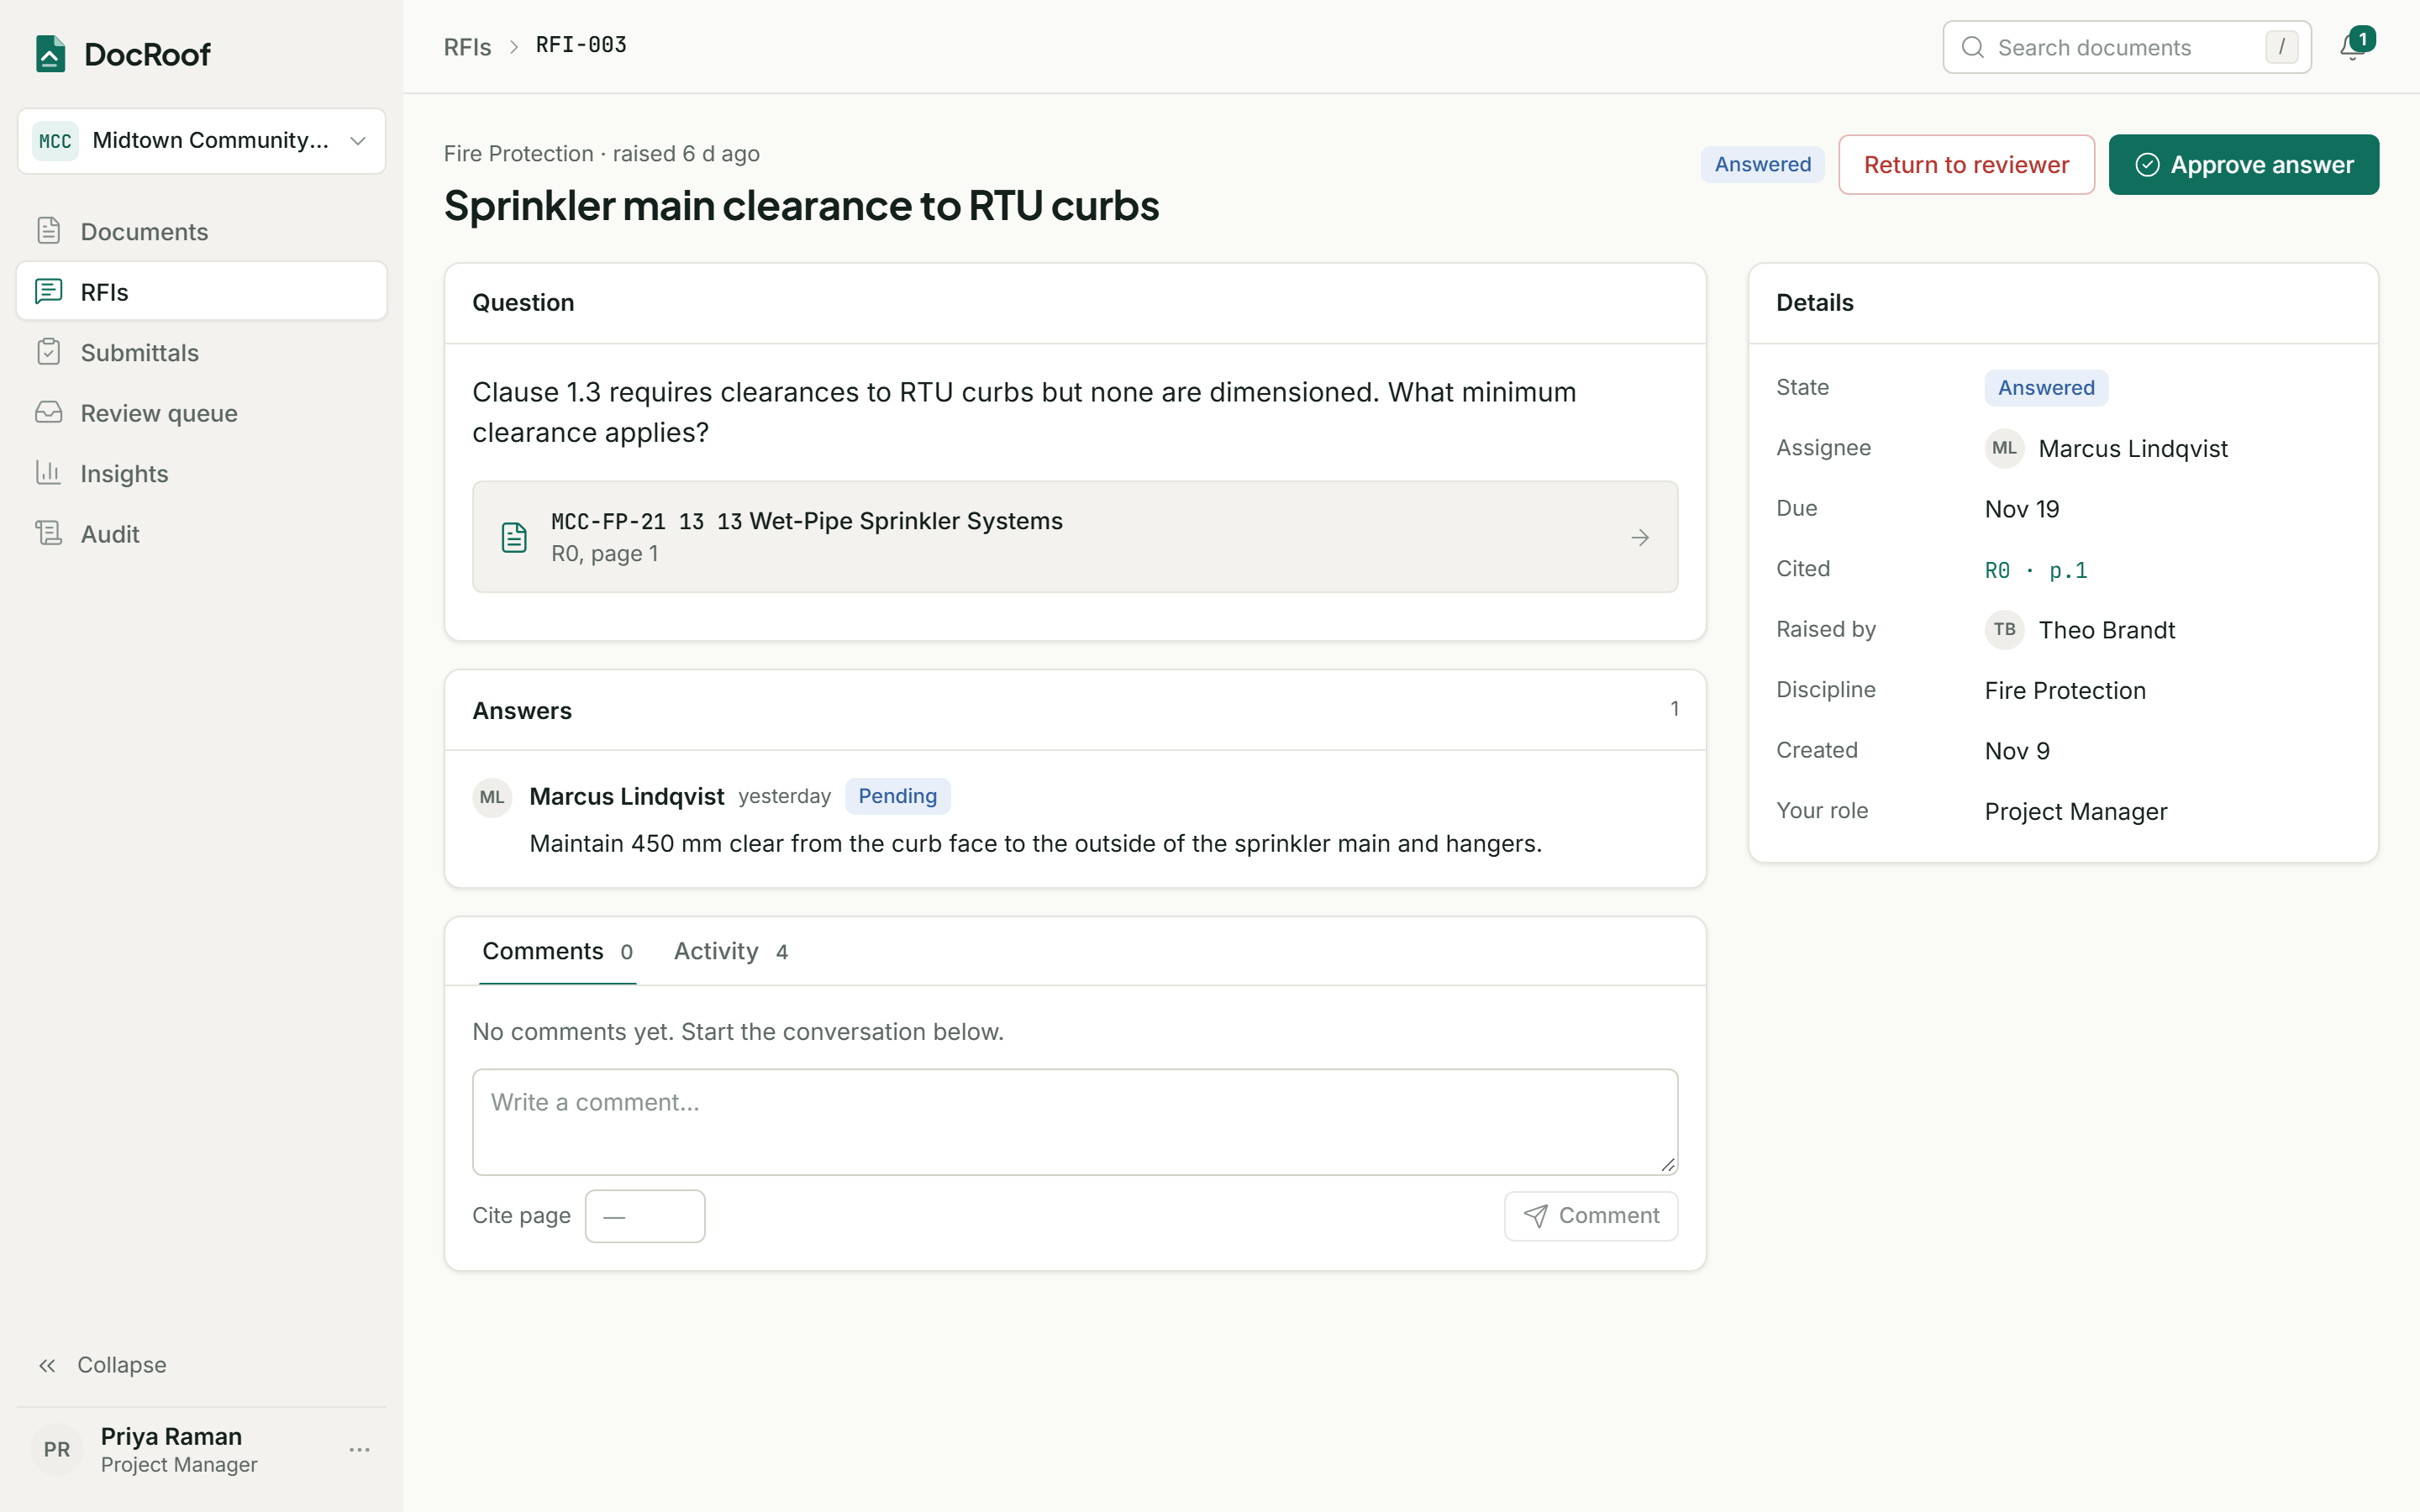 DocRoof
MCC Midtown Community...
Documents
RFIs
Submittals
Review queue
Insights
Audit
Collapse
PR Priya Raman
Project Manager
RFIs > RFI-003
Search documents /
1
Fire Protection · raised 6 d ago
Sprinkler main clearance to RTU curbs
Answered
Return to reviewer
Approve answer
Question
Clause 1.3 requires clearances to RTU curbs but none are dimensioned. What minimum
clearance applies?
MCC-FP-21 13 13 Wet-Pipe Sprinkler Systems
R0, page 1
Answers 1
ML Marcus Lindqvist yesterday Pending
Maintain 450 mm clear from the curb face to the outside of the sprinkler main and hangers.
Comments 0 Activity 4
No comments yet. Start the conversation below.
Write a comment...
Cite page —
Comment
Details
State Answered
Assignee ML Marcus Lindqvist
Due Nov 19
Cited R0 · p.1
Raised by TB Theo Brandt
Discipline Fire Protection
Created Nov 9
Your role Project Manager